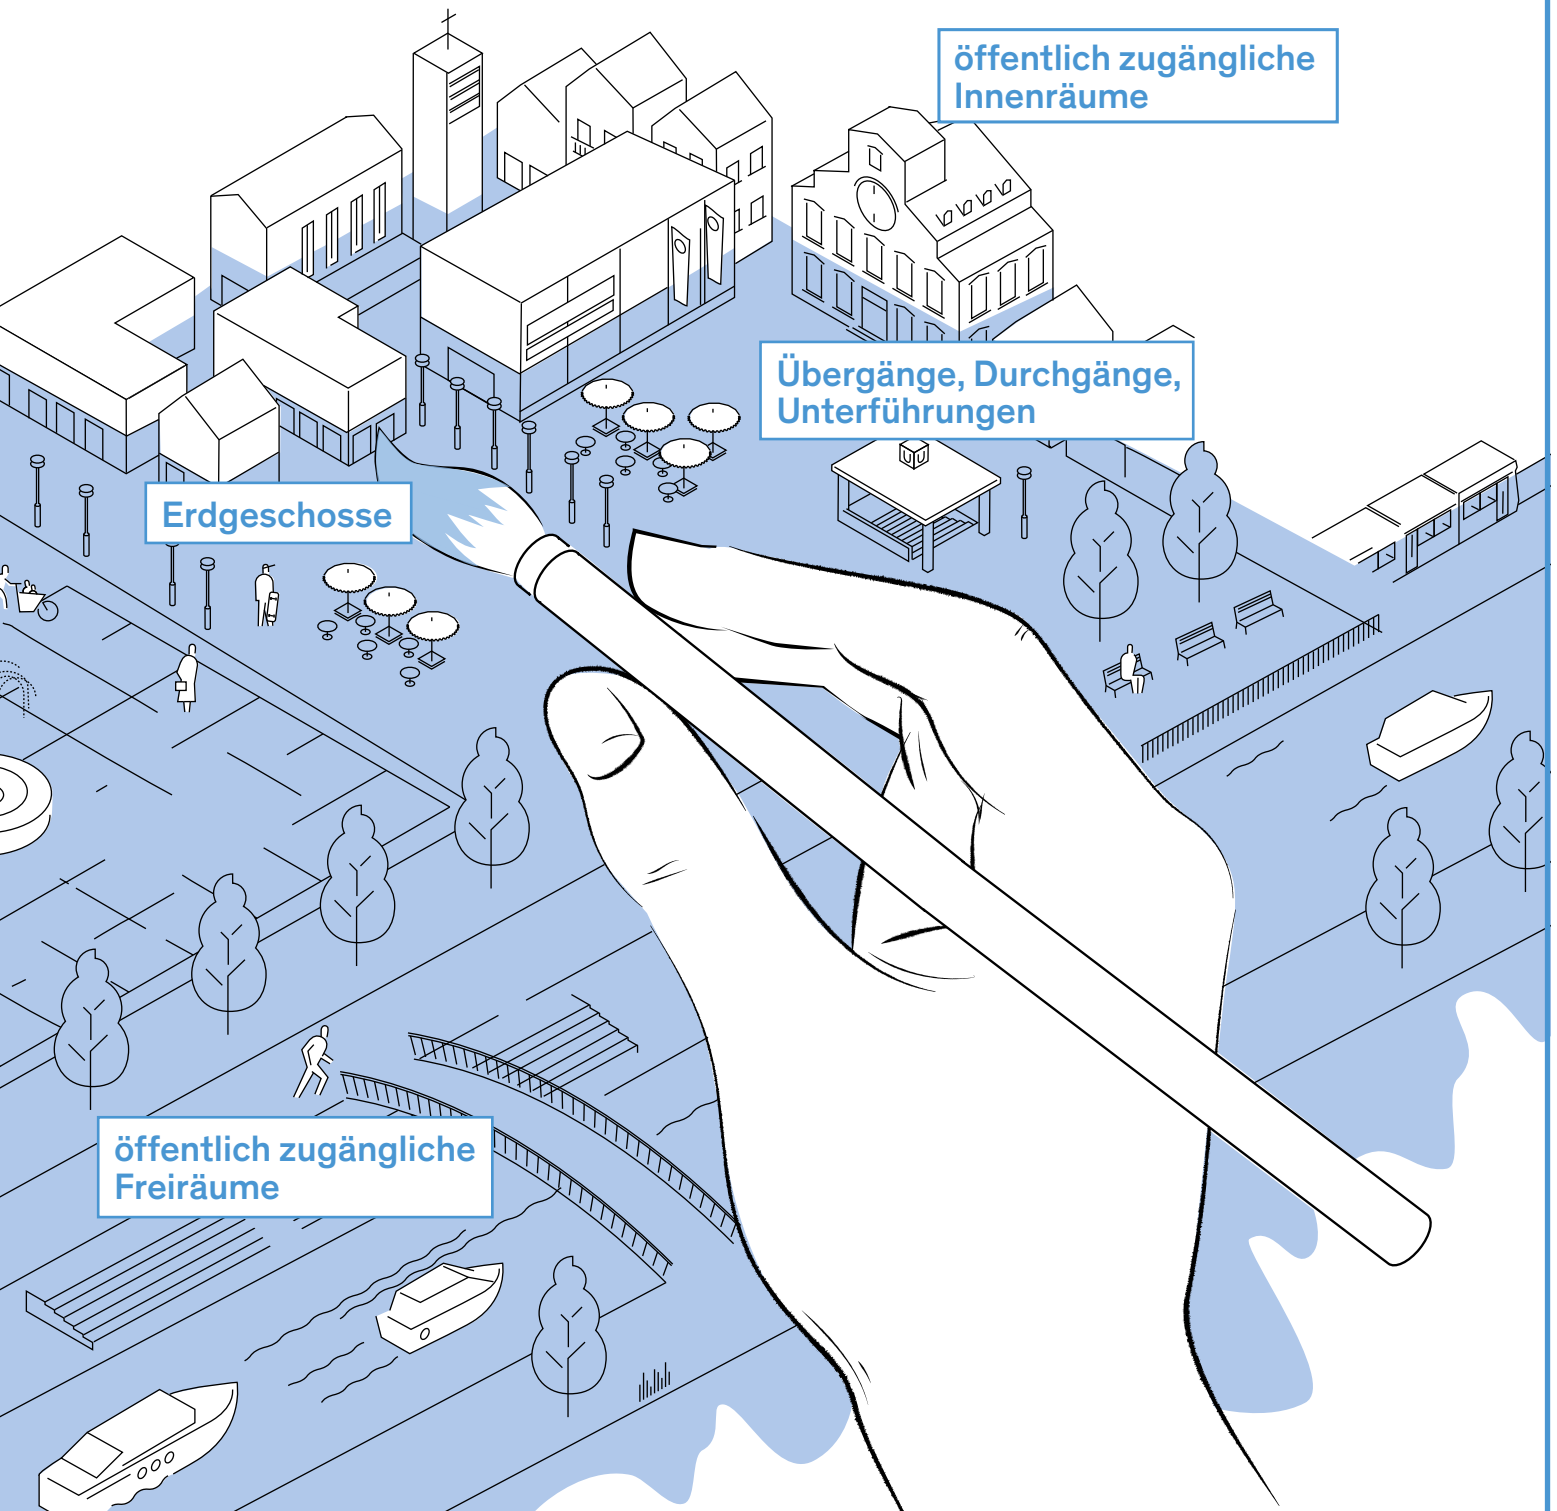 öffentlich zugängliche
Innenräume
Übergänge, Durchgänge,
Unterführungen
Erdgeschosse
öffentlich zugängliche
Freiräume